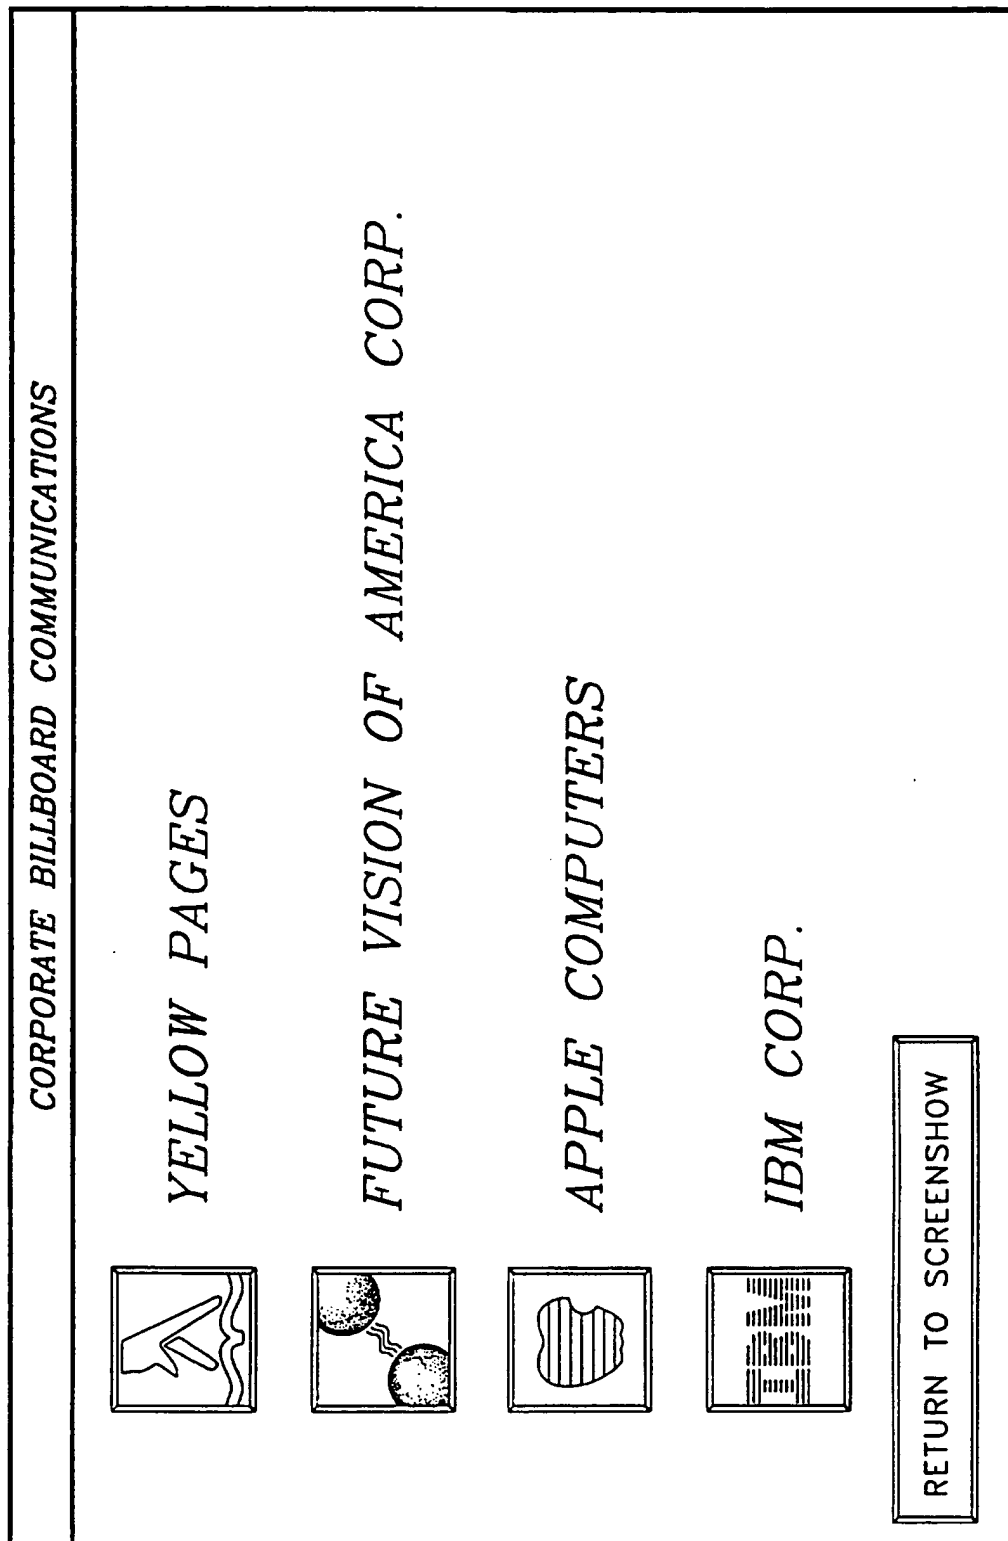 CORPORATE BILLBOARD COMMUNICATIONS
YELLOW PAGES
FUTURE VISION OF AMERICA CORP.
APPLE COMPUTERS
IBM
IBM CORP.
RETURN TO SCREENSHOW